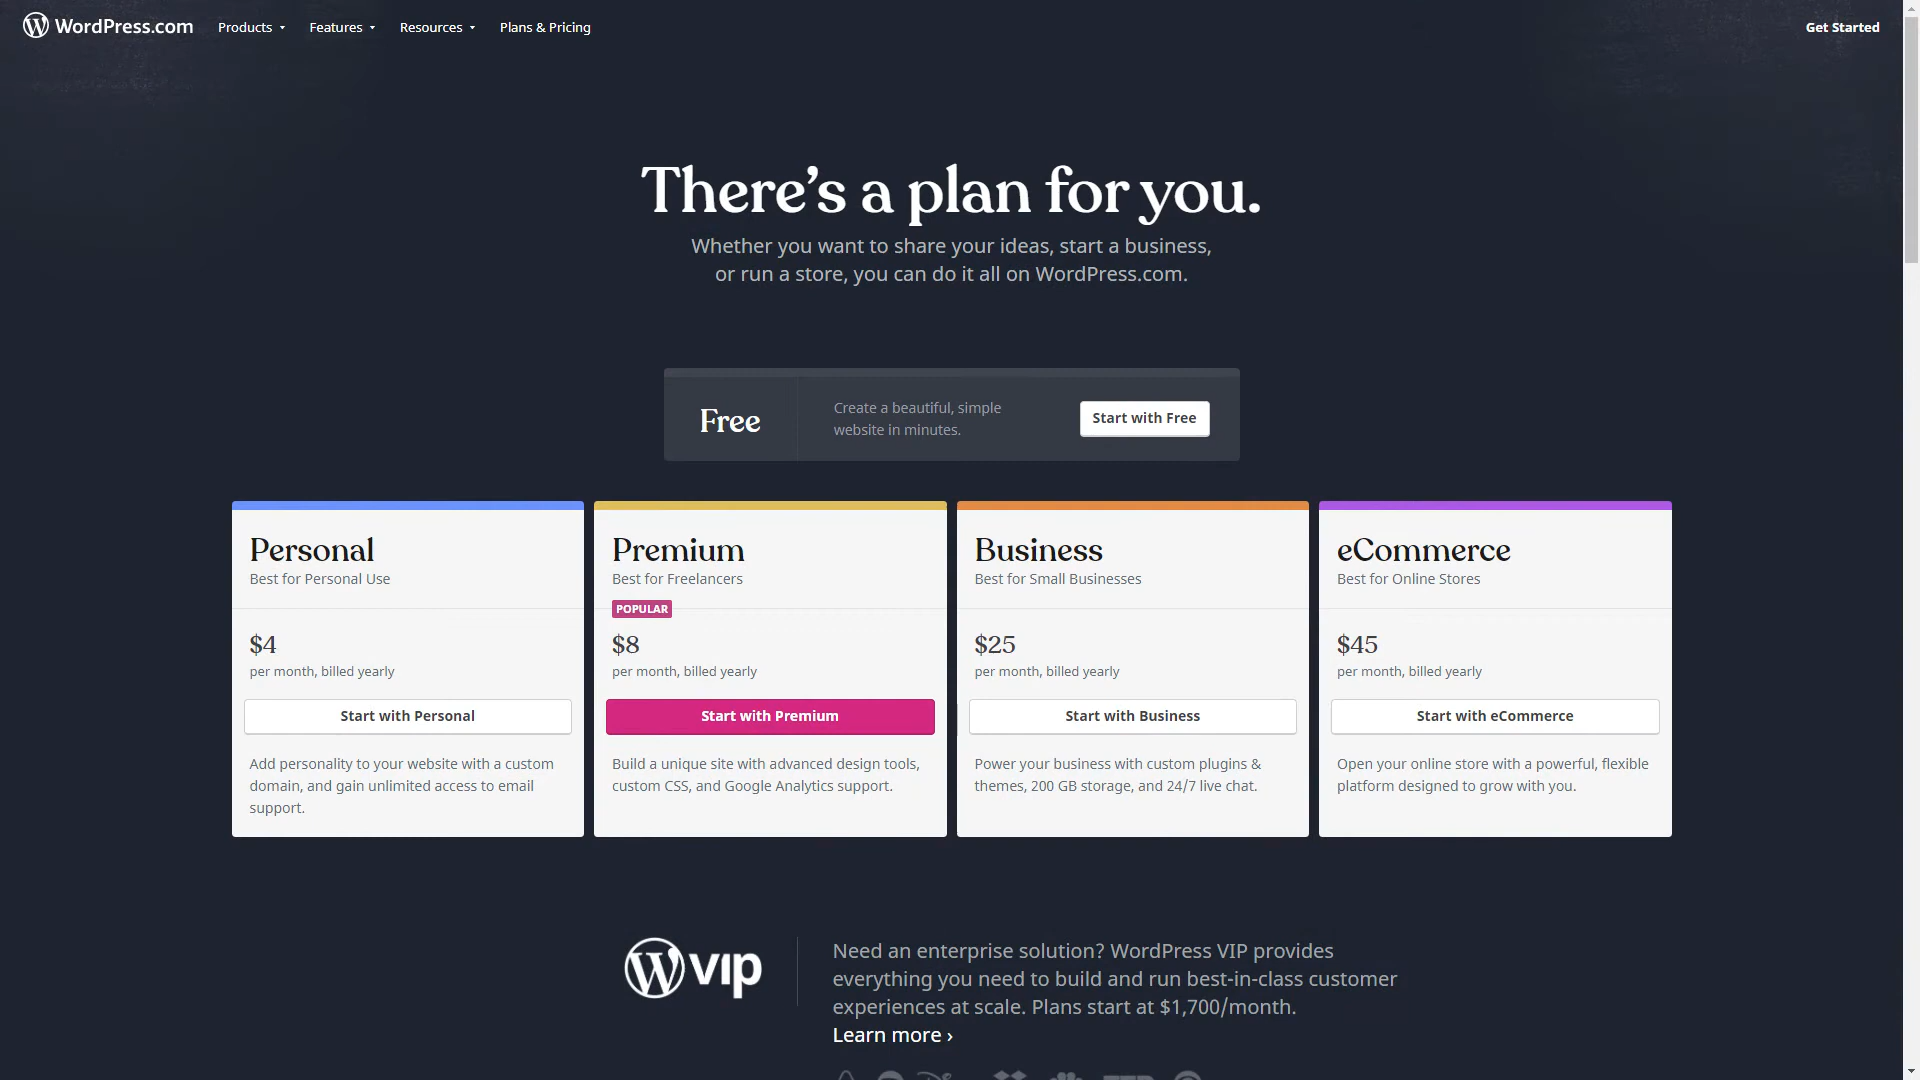 WordPress.com
Products
Features
Resources
Plans & Pricing
Get Started
There's a plan for you.
Whether you want to share your ideas, start a business,
or run a store, you can do it all on WordPress.com.
Free
Create a beautiful, simple
website in minutes.
Start with Free
Personal
Best for Personal Use
$4
per month, billed yearly
Start with Personal
Add personality to your website with a custom
domain, and gain unlimited access to email
support.
Premium
Best for Freelancers
POPULAR
$8
per month, billed yearly
Start with Premium
Build a unique site with advanced design tools,
custom CSS, and Google Analytics support.
Business
Best for Small Businesses
$25
per month, billed yearly
Start with Business
Power your business with custom plugins &
themes, 200 GB storage, and 24/7 live chat.
eCommerce
Best for Online Stores
$45
per month, billed yearly
Start with eCommerce
Open your online store with a powerful, flexible
platform designed to grow with you.
W vip
Need an enterprise solution? WordPress VIP provides
everything you need to build and run best-in-class customer
experiences at scale. Plans start at $1,700/month.
Learn more ›